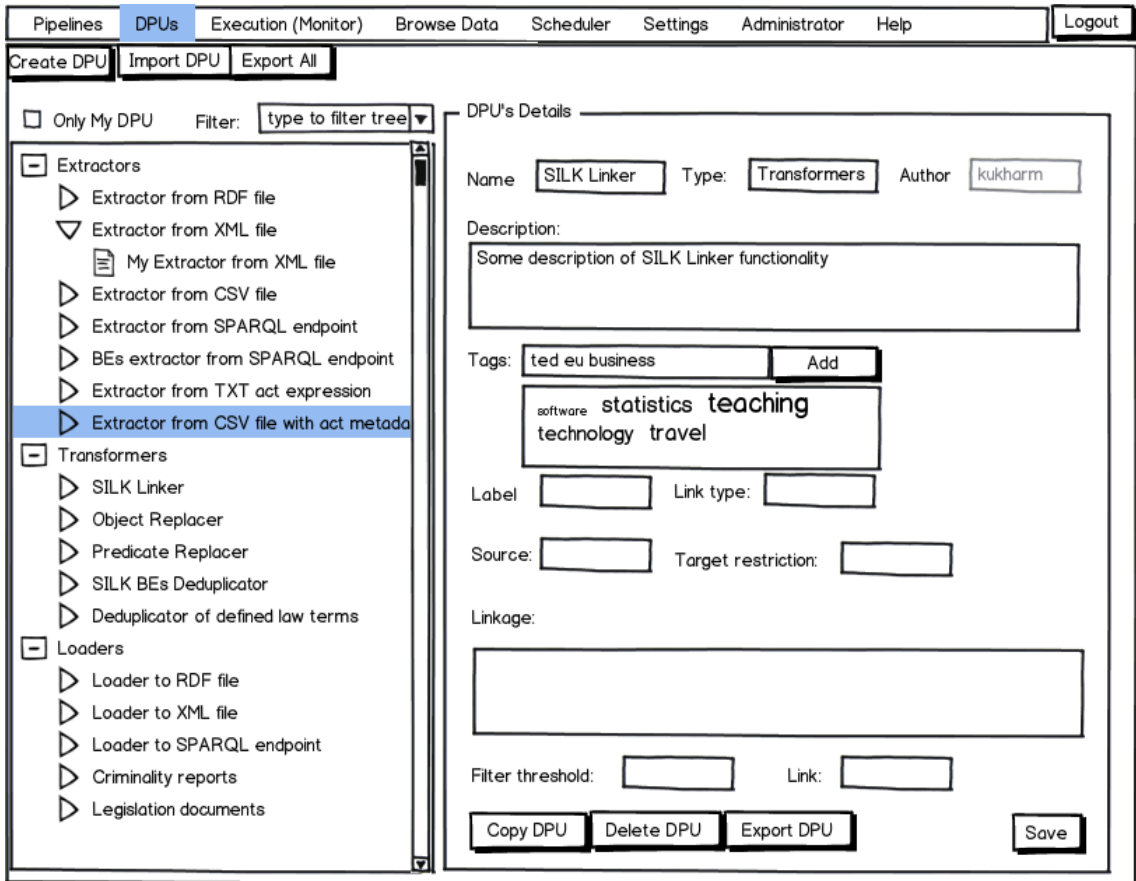 Pipelines DPUs Execution (Monitor) Browse Data Scheduler Settings Administrator Help Logout
Create DPU Import DPU Export All
Only My DPU Filter: type to filter tree
Extractors
Extractor from RDF file
Extractor from XML file
My Extractor from XML file
Extractor from CSV file
Extractor from SPARQL endpoint
BEs extractor from SPARQL endpoint
Extractor from TXT act expression
Extractor from CSV file with act metada
Transformers
SILK Linker
Object Replacer
Predicate Replacer
SILK BEs Deduplicator
Deduplicator of defined law terms
Loaders
Loader to RDF file
Loader to XML file
Loader to SPARQL endpoint
Criminality reports
Legislation documents
DPU's Details
Name SILK Linker Type: Transformers Author kukharm
Description:
Some description of SILK Linker functionality
Tags: ted eu business Add
software statistics teaching
technology travel
Label Link type:
Source: Target restriction:
Linkage:
Filter threshold: Link:
Copy DPU Delete DPU Export DPU Save